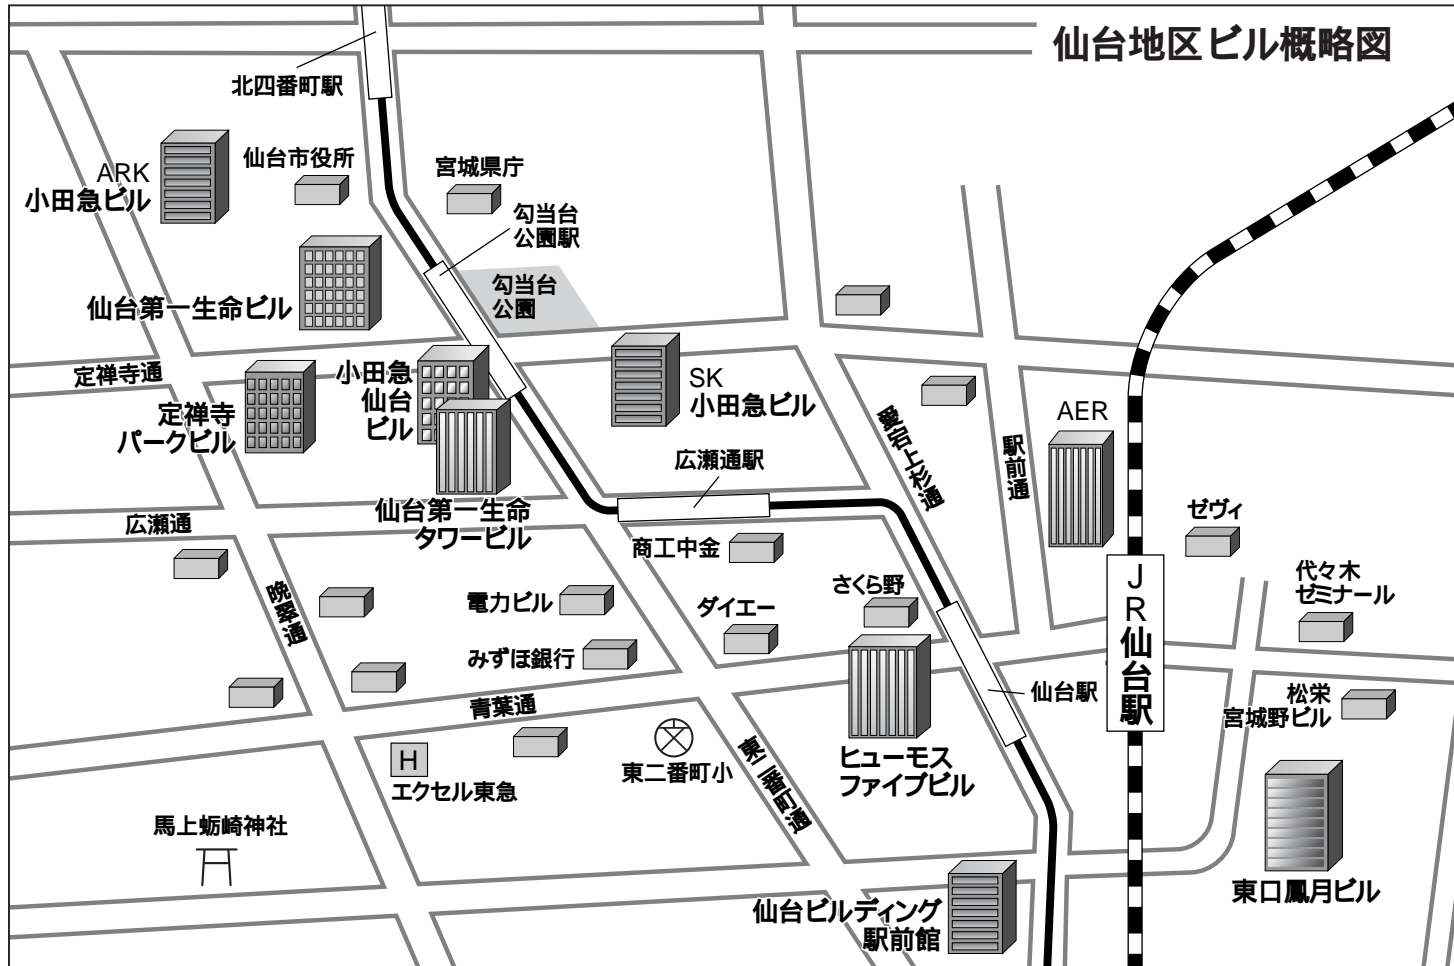 仙台地区ビル概略図
北四番町駅
ARK
小田急ビル
仙台市役所
宮城県庁
勾当台
公園駅
勾当台
公園
仙台第一生命ビル
定禅寺通
定禅寺
パークビル
小田急
仙台
ビル
SK
小田急ビル
愛宕上杉通
駅前通
AER
広瀬通駅
仙台第一生命
タワービル
広瀬通
商工中金
ゼヴィ
代々木
ゼミナール
晩翠通
電力ビル
ダイエー
さくら野
みずほ銀行
JR仙台駅
仙台駅
松栄
宮城野ビル
青葉通
H
エクセル東急
東二番町小
東二番町通
ヒューモス
ファイブビル
馬上蛎崎神社
東口鳳月ビル
仙台ビルディング
駅前館